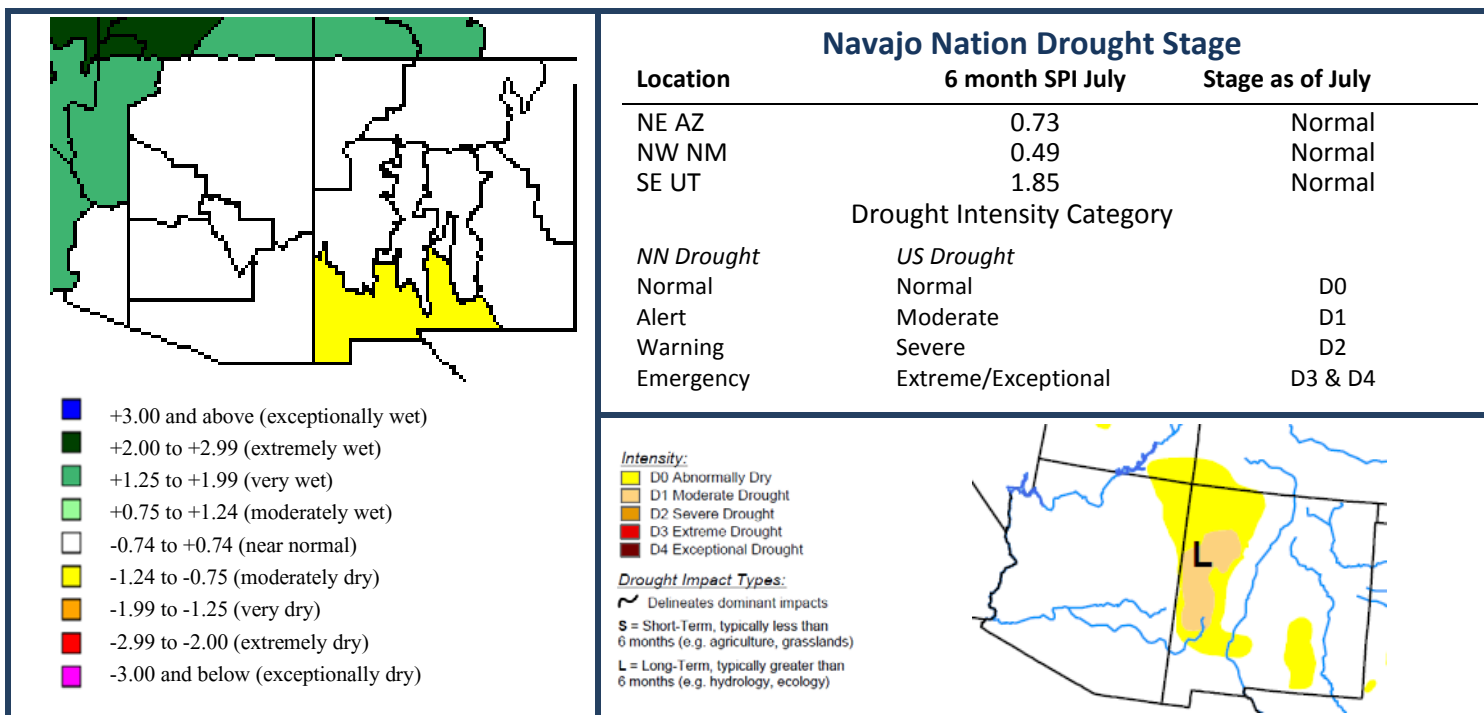 +3.00 and above (exceptionally wet)
+2.00 to +2.99 (extremely wet)
+1.25 to +1.99 (very wet)
+0.75 to +1.24 (moderately wet)
-0.74 to +0.74 (near normal)
-1.24 to -0.75 (moderately dry)
-1.99 to -1.25 (very dry)
-2.99 to -2.00 (extremely dry)
-3.00 and below (exceptionally dry)
Navajo Nation Drought Stage
Location 6 month SPI July Stage as of July
NE AZ 0.73 Normal
NW NM 0.49 Normal
SE UT 1.85 Normal
Drought Intensity Category
NN Drought US Drought
Normal Normal D0
Alert Moderate D1
Warning Severe D2
Emergency Extreme/Exceptional D3 & D4
Intensity:
D0 Abnormally Dry
D1 Moderate Drought
D2 Severe Drought
D3 Extreme Drought
D4 Exceptional Drought
Drought Impact Types:
Delineates dominant impacts
S = Short-Term, typically less than
6 months (e.g. agriculture, grasslands)
L = Long-Term, typically greater than
6 months (e.g. hydrology, ecology)
L